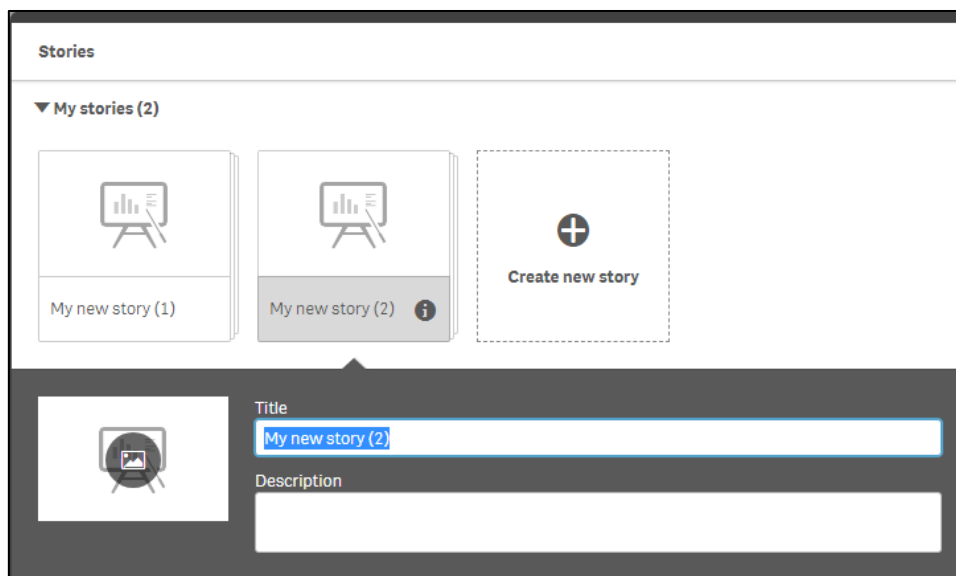 Stories
My stories (2)
My new story (1)
My new story (2)
Create new story
Title
My new story (2)
Description